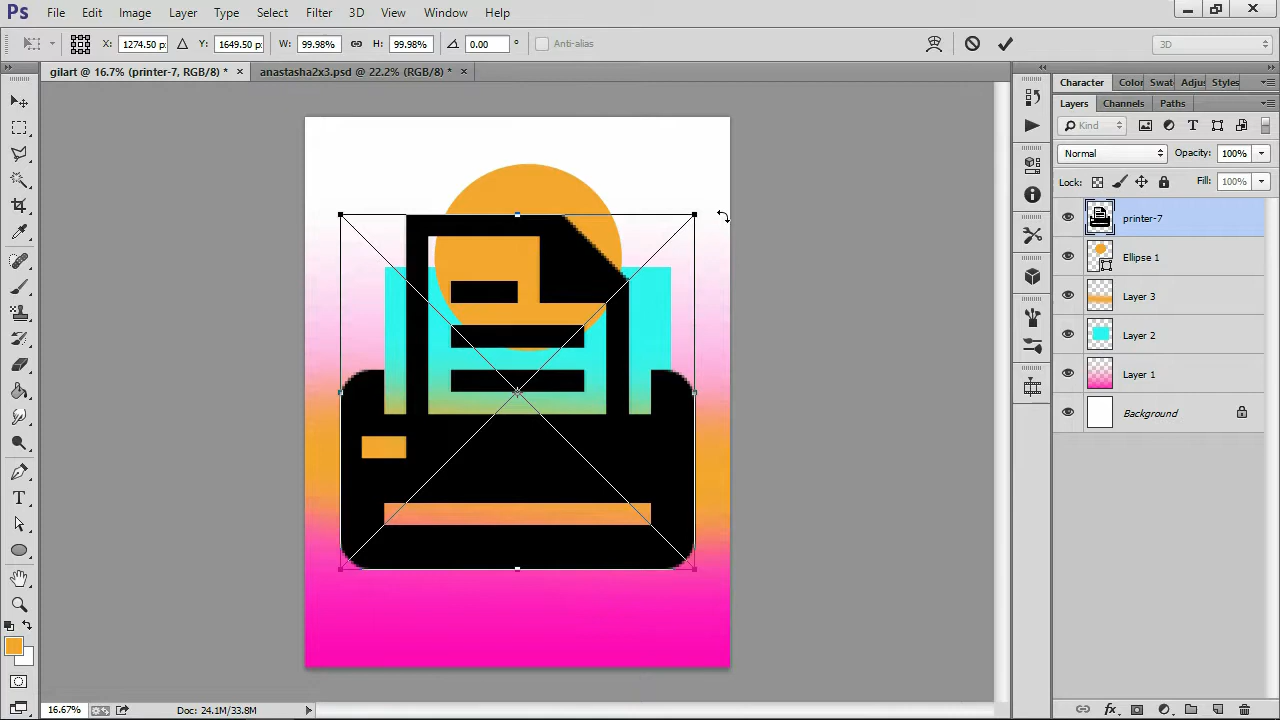 Ps File Edit Image Layer Type Select Filter 3D View Window Help
X: 1274.50 p Y: 1649.50 p W: 99.98% H: 99.98% 0.00 ° Anti-alias 3D
gilart @ 16.7% (printer-7, RGB/8) * × anastasha2x3.psd @ 22.2% (RGB/8) * ×
Character Color Swat Adju Styles
Layers Channels Paths
Kind
Normal Opacity: 100%
Lock: Fill: 100%
printer-7
Ellipse 1
Layer 3
Layer 2
Layer 1
Background
16.67% Doc: 24.1M/33.8M